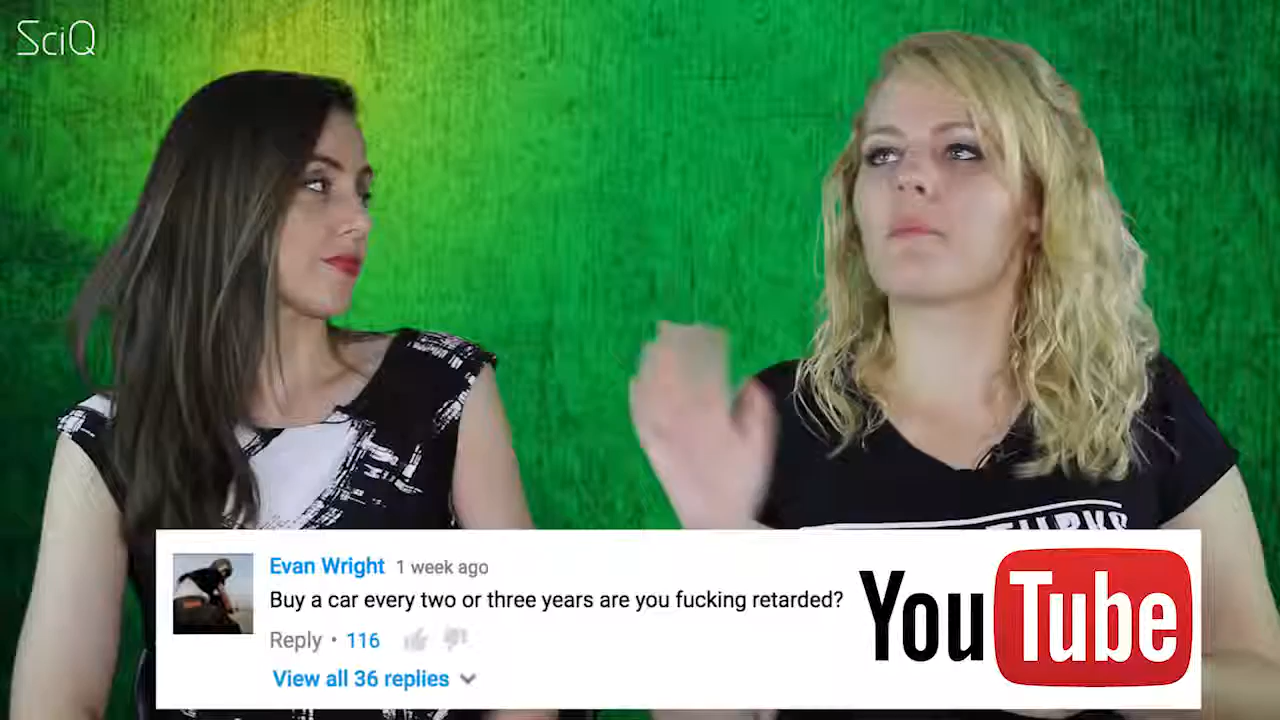 SciQ
Evan Wright 1 week ago
Buy a car every two or three years are you fucking retarded?
Reply • 116
View all 36 replies
YouTube